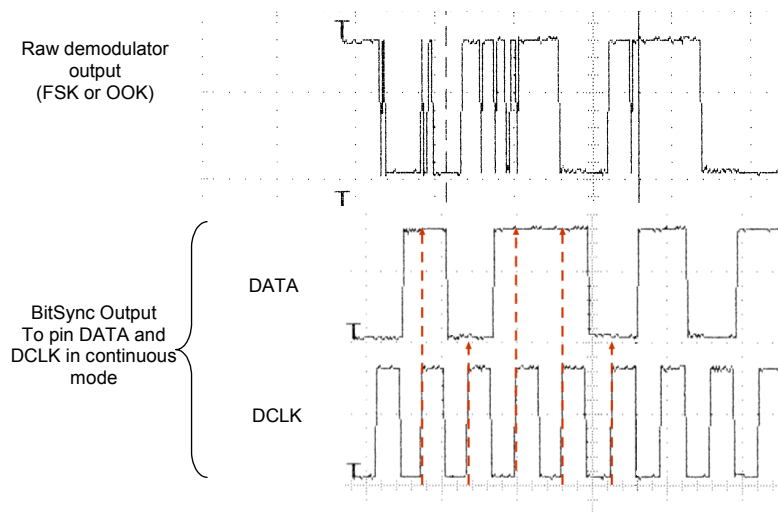 Raw demodulator
output
(FSK or OOK)
DATA
BitSync Output
To pin DATA and
DCLK in continuous
mode
DCLK